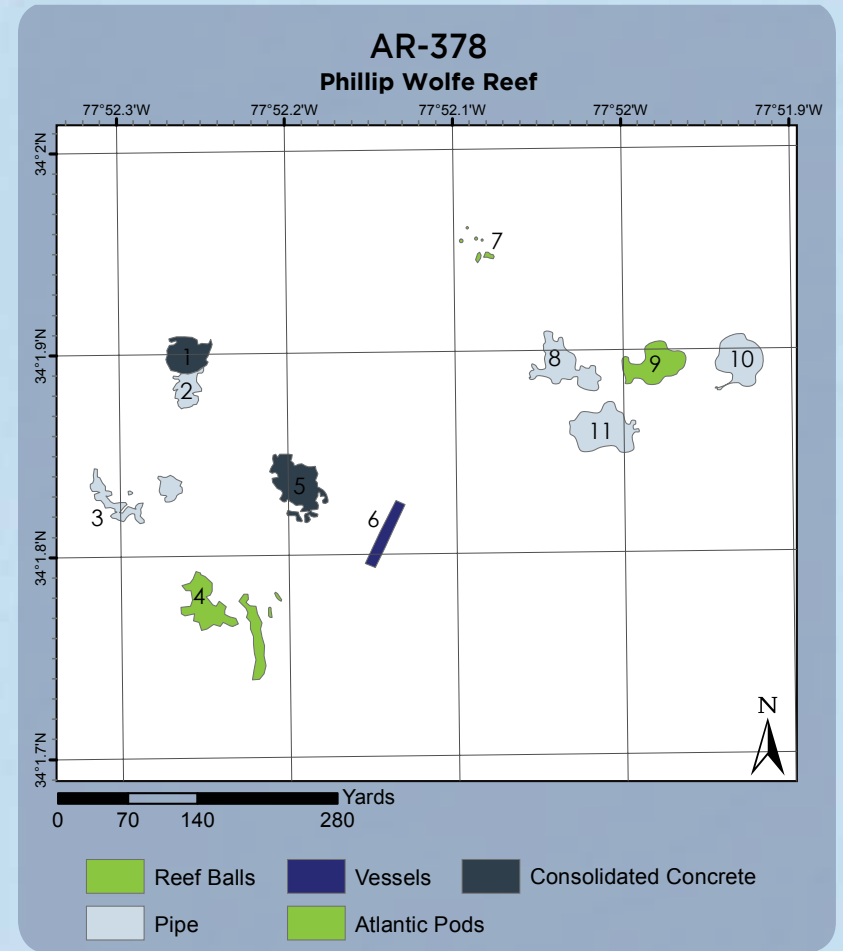 AR-378
Phillip Wolfe Reef
77°52.3'W 77°52.2'W 77°52.1'W 77°52'W 77°51.9'W
34°2'N
34°1.9'N
34°1.8'N
34°1.7'N
7
1
2
8
9
10
11
3
5
6
4
N
Yards
0 70 140 280
Reef Balls Vessels Consolidated Concrete
Pipe Atlantic Pods